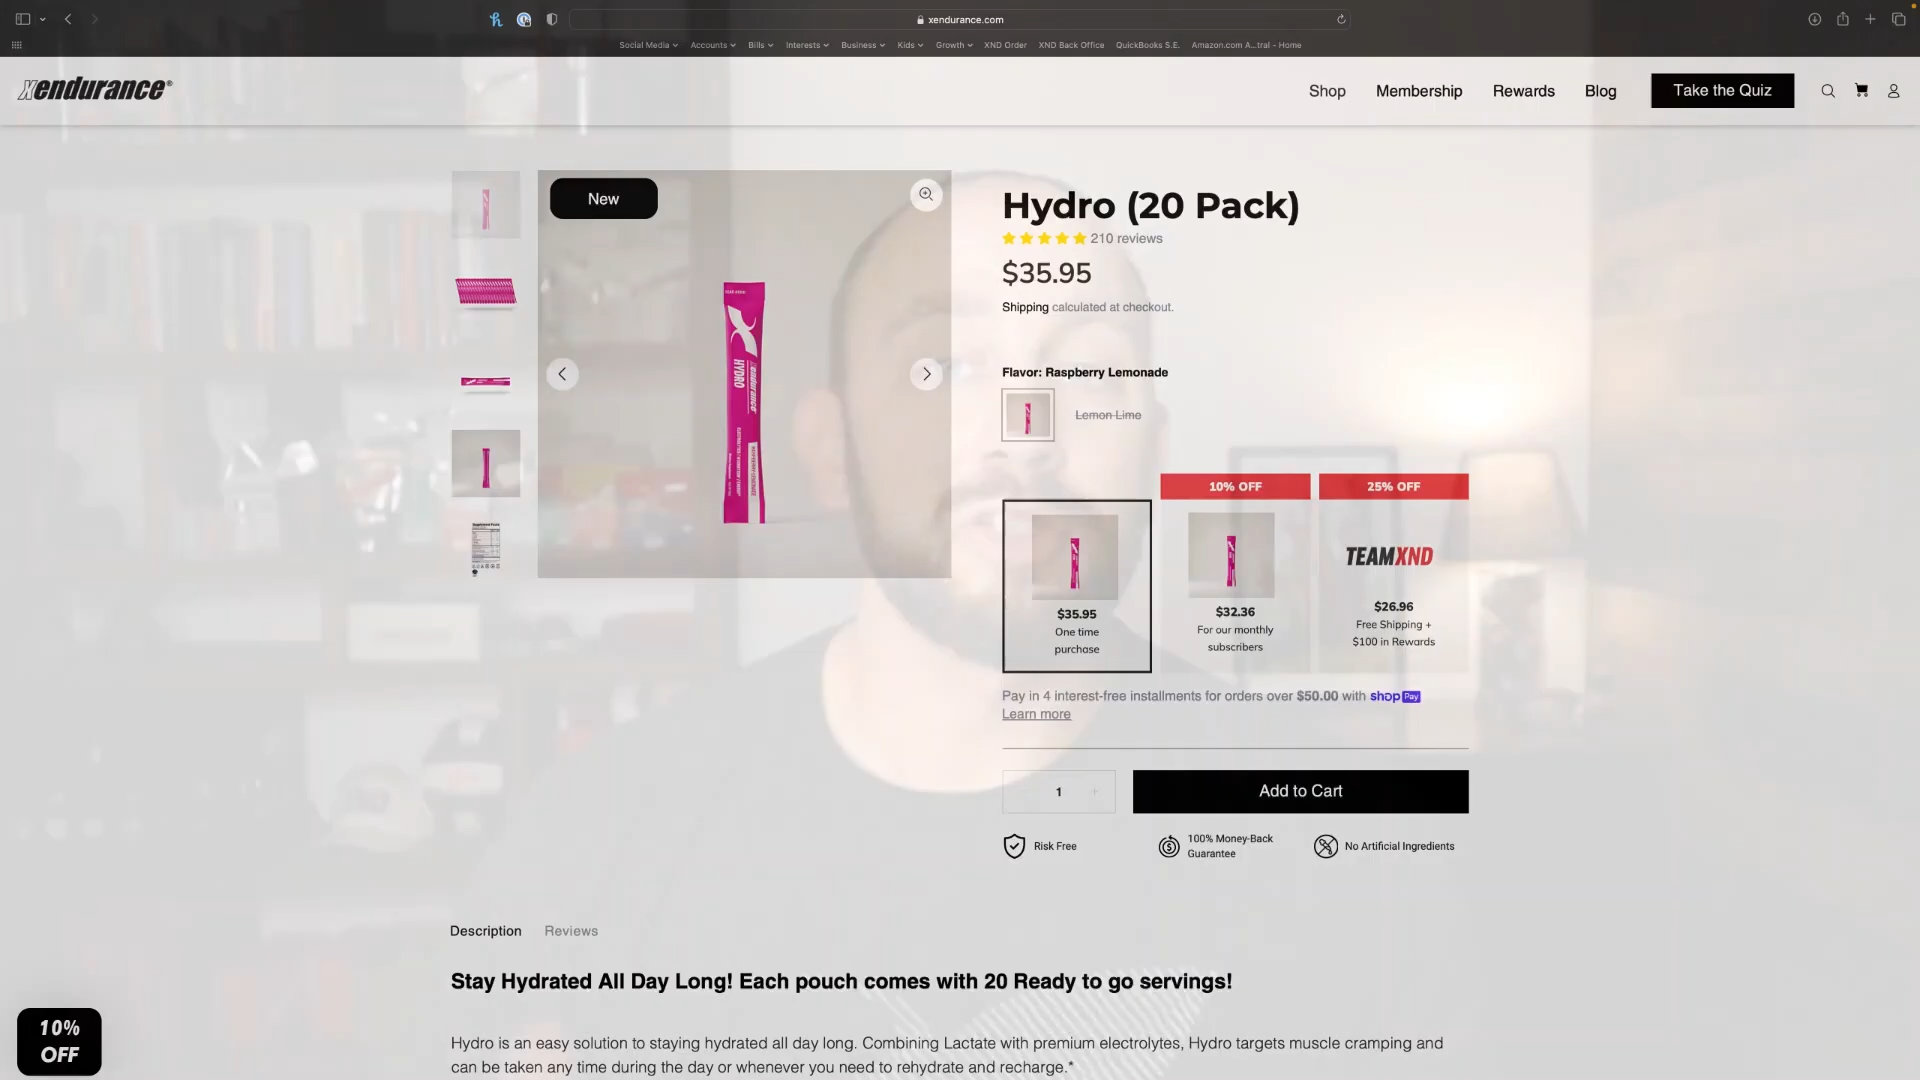 xendurance.com
Social Media
Accounts
Bills
Interests
Business
Kids
Growth
XND Order
XND Back Office
QuickBooks S.E.
Amazon.com A...tral - Home
xendurance®
Shop
Membership
Rewards
Blog
Take the Quiz
New
HYDRO
xendurance
Hydro (20 Pack)
210 reviews
$35.95
Shipping calculated at checkout.
Flavor: Raspberry Lemonade
Lemon Lime
10% OFF
25% OFF
TEAMXND
$35.95
One time
purchase
$32.36
For our monthly
subscribers
$26.96
Free Shipping +
$100 in Rewards
Pay in 4 interest-free installments for orders over $50.00 with shop Pay
Learn more
1
Add to Cart
Risk Free
100% Money-Back
Guarantee
No Artificial Ingredients
Description
Reviews
Stay Hydrated All Day Long! Each pouch comes with 20 Ready to go servings!
Hydro is an easy solution to staying hydrated all day long. Combining Lactate with premium electrolytes, Hydro targets muscle cramping and
can be taken any time during the day or whenever you need to rehydrate and recharge.*
10%
OFF